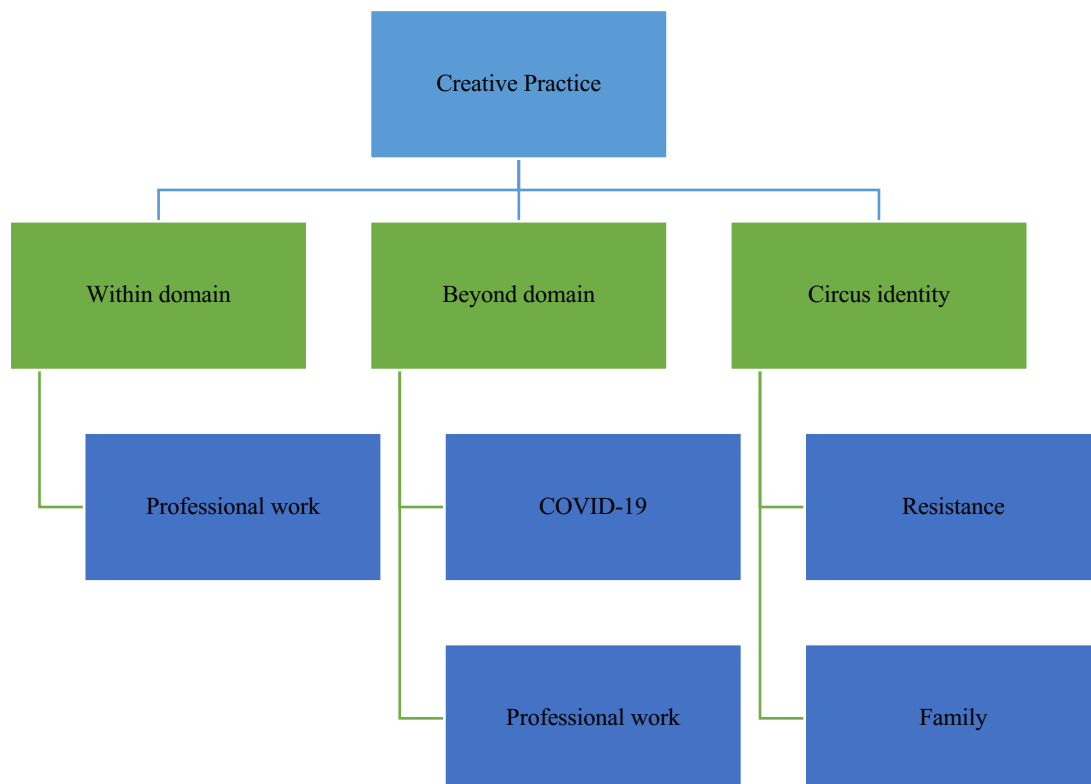 Creative Practice
Within domain
Beyond domain
Circus identity
Professional work
COVID-19
Resistance
Professional work
Family